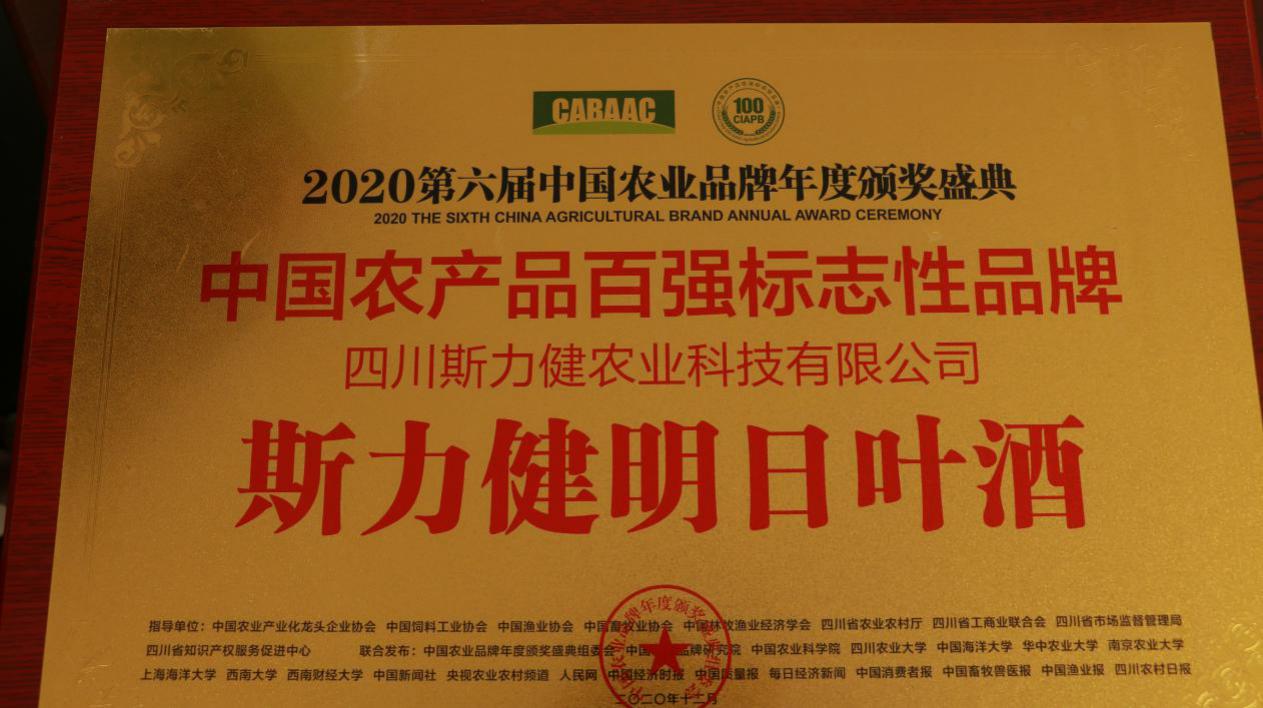 CABAAC
100
CIAPB
2020第六届中国农业品牌年度颁奖盛典
2020 THE SIXTH CHINA AGRICULTURAL BRAND ANNUAL AWARD CEREMONY
中国农产品百强标志性品牌
四川斯力健农业科技有限公司
斯力健明日叶酒
指导单位：中国农业产业化龙头企业协会 中国饲料工业协会 中国渔业协会 中国畜牧业协会 中国林牧渔业经济学会 四川省农业农村厅 四川省工商业联合会 四川省市场监督管理局
四川省知识产权服务促进中心 联合发布：中国农业品牌年度颁奖盛典组委会 中国 品牌研究院 中国农业科学院 四川农业大学 中国海洋大学 华中农业大学 南京农业大学
上海海洋大学 西南大学 西南财经大学 中国新闻社 央视农业农村频道 人民网 中国经济时报 中国质量报 每日经济新闻 中国消费者报 中国畜牧兽医报 中国渔业报 四川农村日报
二〇二〇年十二月